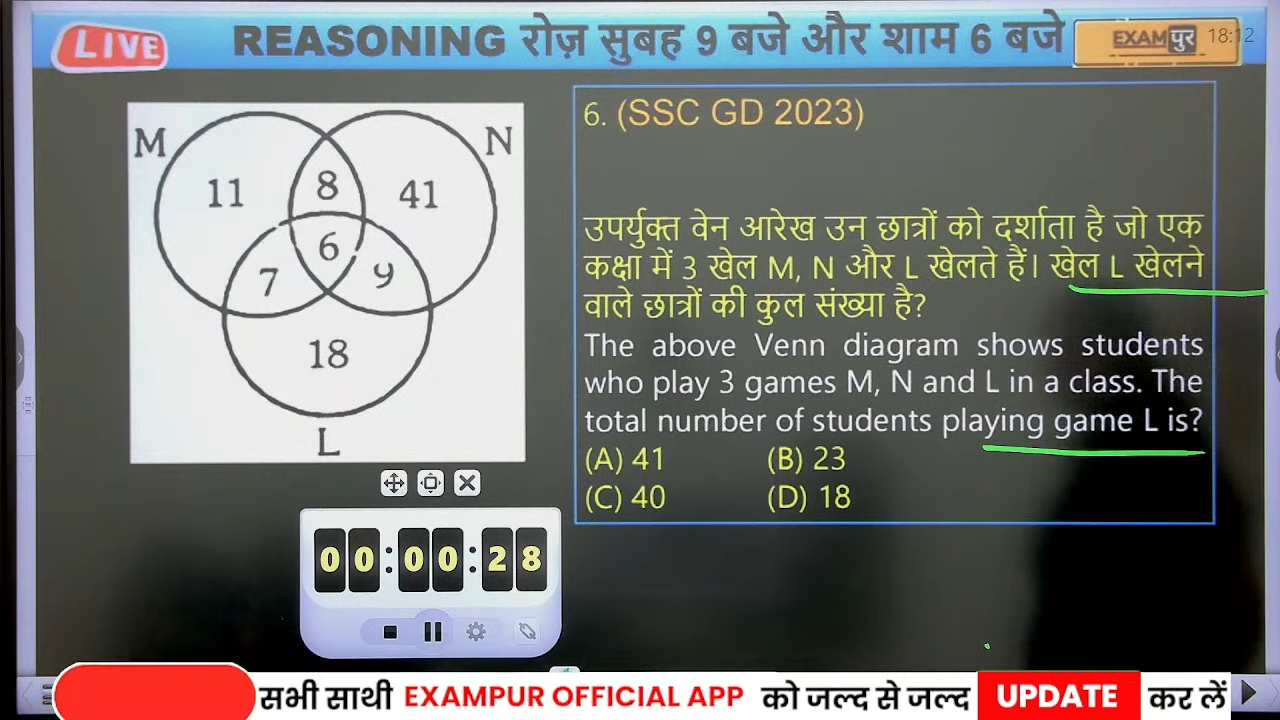 LIVE
REASONING रोज़ सुबह 9 बजे और शाम 6 बजे
EXAMपुर
18:12
M
N
11
8
41
6
7
9
18
L
6. (SSC GD 2023)
उपर्युक्त वेन आरेख उन छात्रों को दर्शाता है जो एक
कक्षा में 3 खेल M, N और L खेलते हैं। खेल L खेलने
वाले छात्रों की कुल संख्या है?
The above Venn diagram shows students
who play 3 games M, N and L in a class. The
total number of students playing game L is?
(A) 41 (B) 23
(C) 40 (D) 18
00:00:28
सभी साथी EXAMPUR OFFICIAL APP को जल्द से जल्द UPDATE कर लें